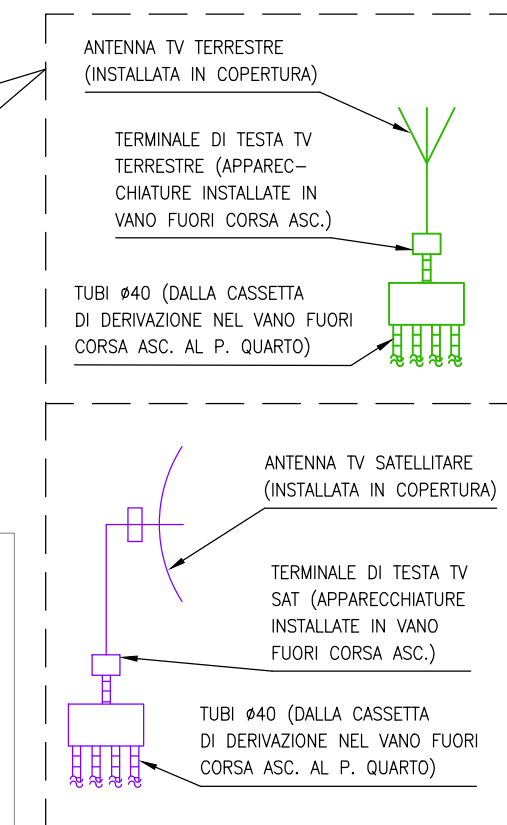 ANTENNA TV TERRESTRE
(INSTALLATA IN COPERTURA)
TERMINALE DI TESTA TV
TERRESTRE (APPAREC-
CHIATURE INSTALLATE IN
VANO FUORI CORSA ASC.)
TUBI ø40 (DALLA CASSETTA
DI DERIVAZIONE NEL VANO FUORI
CORSA ASC. AL P. QUARTO)
ANTENNA TV SATELLITARE
(INSTALLATA IN COPERTURA)
TERMINALE DI TESTA TV
SAT (APPARECCHIATURE
INSTALLATE IN VANO
FUORI CORSA ASC.)
TUBI ø40 (DALLA CASSETTA
DI DERIVAZIONE NEL VANO FUORI
CORSA ASC. AL P. QUARTO)